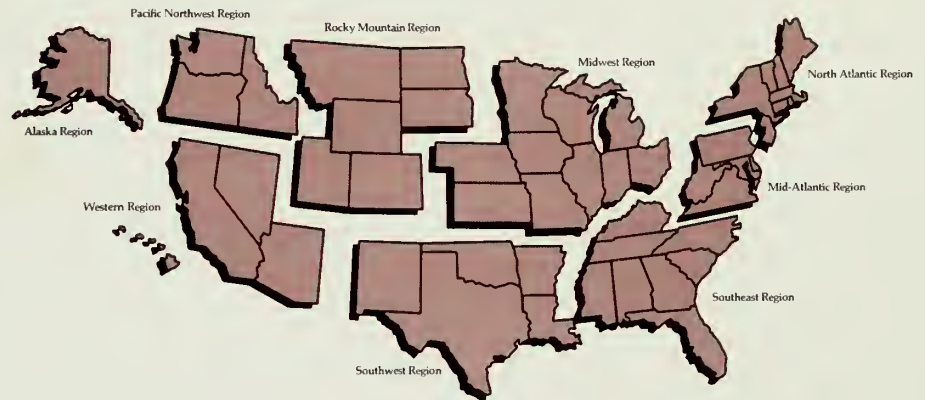 Pacific Northwest Region
Rocky Mountain Region
Midwest Region
North Atlantic Region
Alaska Region
Mid-Atlantic Region
Western Region
Southeast Region
Southwest Region